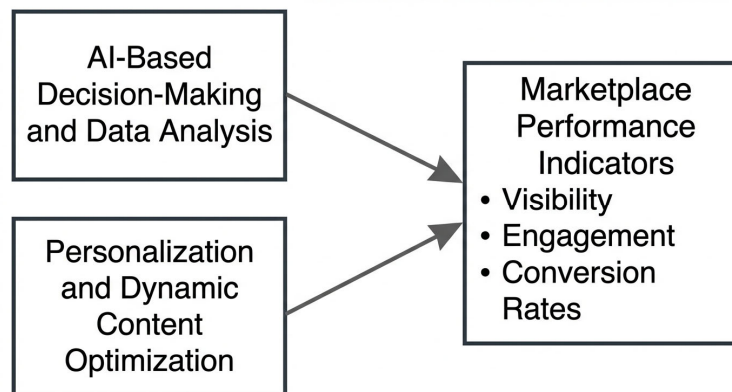 AI-Based
Decision-Making
and Data Analysis
Personalization
and Dynamic
Content
Optimization
Marketplace
Performance
Indicators
• Visibility
• Engagement
• Conversion
Rates